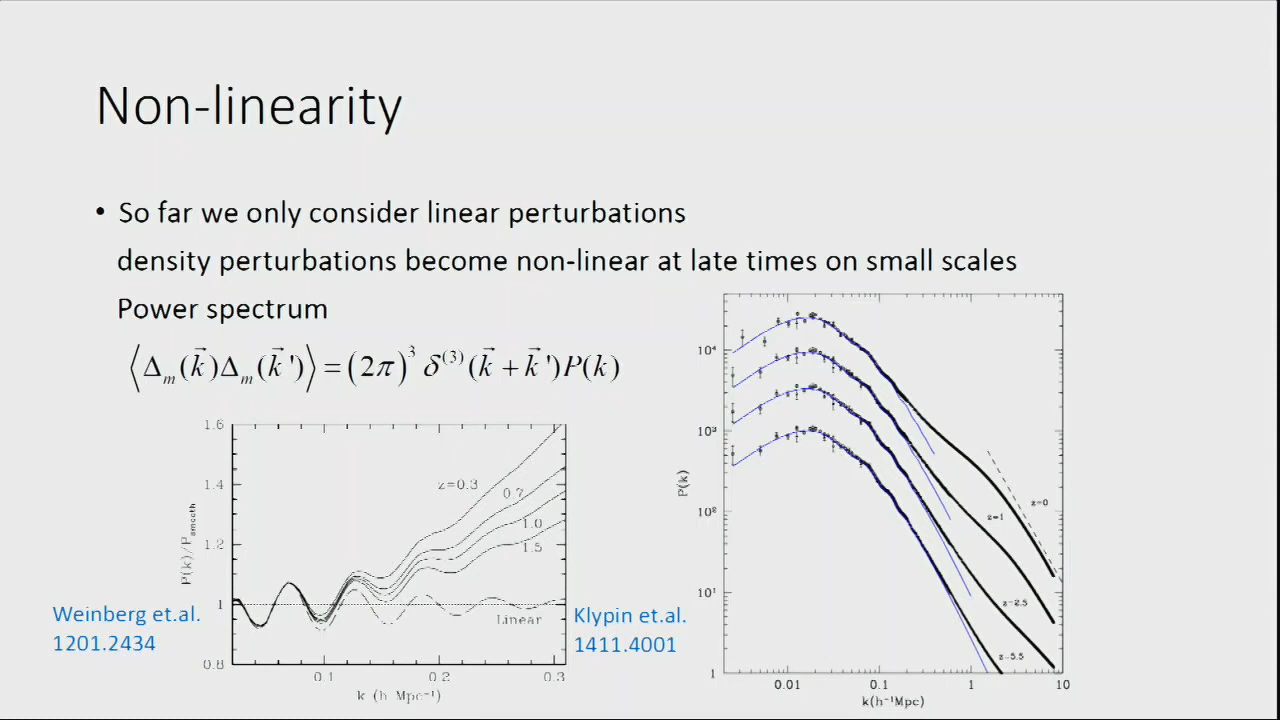 Non-linearity
• So far we only consider linear perturbations
density perturbations become non-linear at late times on small scales
Power spectrum
⟨Δ_m(k⃗)Δ_m(k⃗')⟩ = (2π)^3 δ^(3)(k⃗ + k⃗')P(k)
1.6
1.4
1.2
1
0.8
P(k)/P_smooth
z=0.3
0.7
1.0
1.5
Linear
0.1
0.2
0.3
k (h Mpc⁻¹)
Weinberg et.al.
1201.2434
Klypin et.al.
1411.4001
10⁴
10³
10²
10¹
1
P(k)
z=0
z=1
z=2.5
z=5.5
0.01
0.1
1
10
k(h⁻¹Mpc)